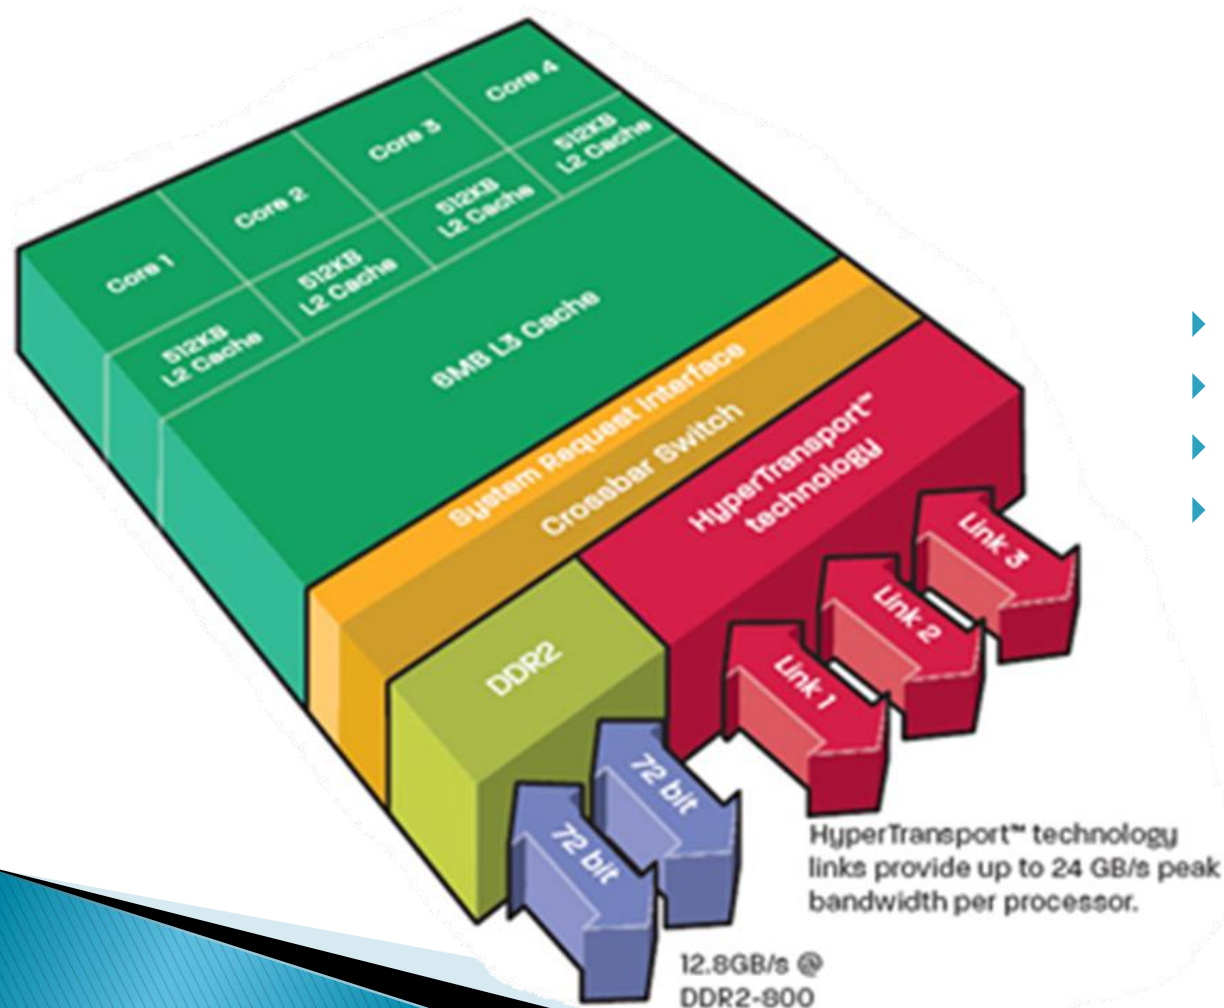 Core 1
Core 2
Core 3
Core 4
512KB
L2 Cache
512KB
L2 Cache
512KB
L2 Cache
512KB
L2 Cache
6MB L3 Cache
System Request Interface
Crossbar Switch
HyperTransport™
technology
DDR2
Link 1
Link 2
Link 3
72 bit
72 bit
HyperTransport™ technology
links provide up to 24 GB/s peak
bandwidth per processor.
12.8GB/s @
DDR2-800